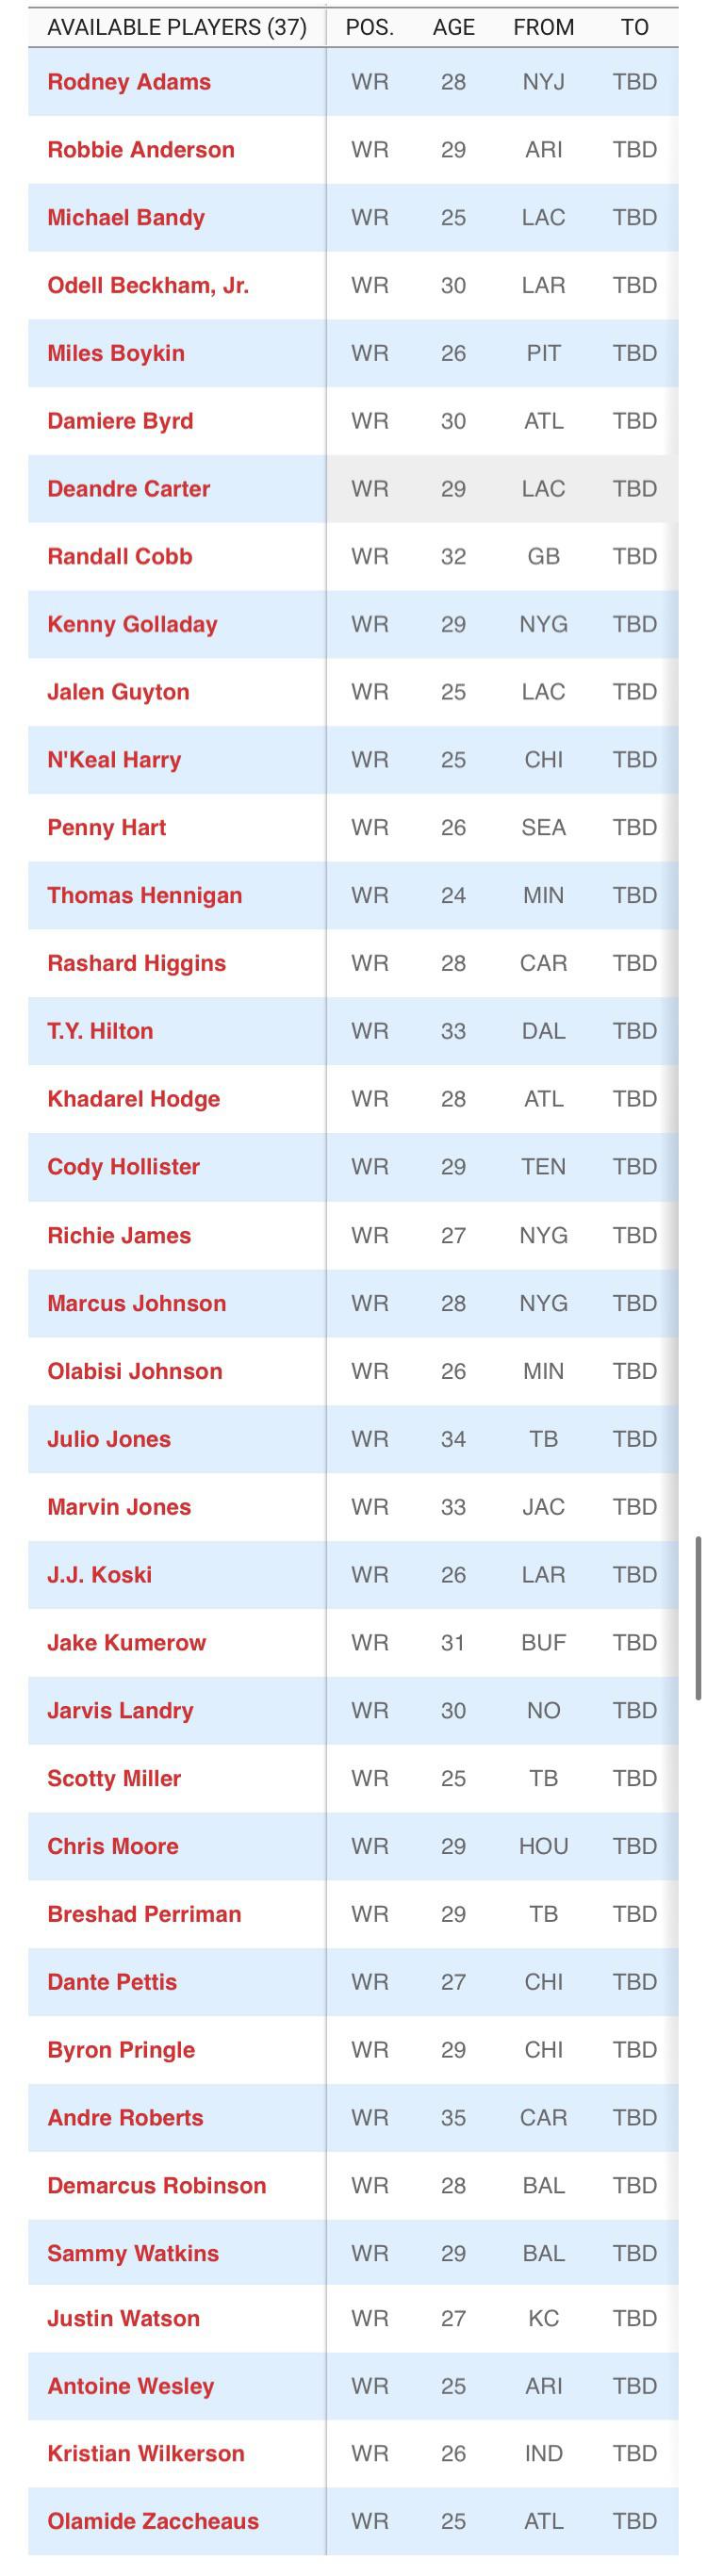 AVAILABLE PLAYERS (37) POS. AGE FROM TO
Rodney Adams WR 28 NYJ TBD
Robbie Anderson WR 29 ARI TBD
Michael Bandy WR 25 LAC TBD
Odell Beckham, Jr. WR 30 LAR TBD
Miles Boykin WR 26 PIT TBD
Damiere Byrd WR 30 ATL TBD
Deandre Carter WR 29 LAC TBD
Randall Cobb WR 32 GB TBD
Kenny Golladay WR 29 NYG TBD
Jalen Guyton WR 25 LAC TBD
N'Keal Harry WR 25 CHI TBD
Penny Hart WR 26 SEA TBD
Thomas Hennigan WR 24 MIN TBD
Rashard Higgins WR 28 CAR TBD
T.Y. Hilton WR 33 DAL TBD
Khadarel Hodge WR 28 ATL TBD
Cody Hollister WR 29 TEN TBD
Richie James WR 27 NYG TBD
Marcus Johnson WR 28 NYG TBD
Olabisi Johnson WR 26 MIN TBD
Julio Jones WR 34 TB TBD
Marvin Jones WR 33 JAC TBD
J.J. Koski WR 26 LAR TBD
Jake Kumerow WR 31 BUF TBD
Jarvis Landry WR 30 NO TBD
Scotty Miller WR 25 TB TBD
Chris Moore WR 29 HOU TBD
Breshad Perriman WR 29 TB TBD
Dante Pettis WR 27 CHI TBD
Byron Pringle WR 29 CHI TBD
Andre Roberts WR 35 CAR TBD
Demarcus Robinson WR 28 BAL TBD
Sammy Watkins WR 29 BAL TBD
Justin Watson WR 27 KC TBD
Antoine Wesley WR 25 ARI TBD
Kristian Wilkerson WR 26 IND TBD
Olamide Zaccheaus WR 25 ATL TBD